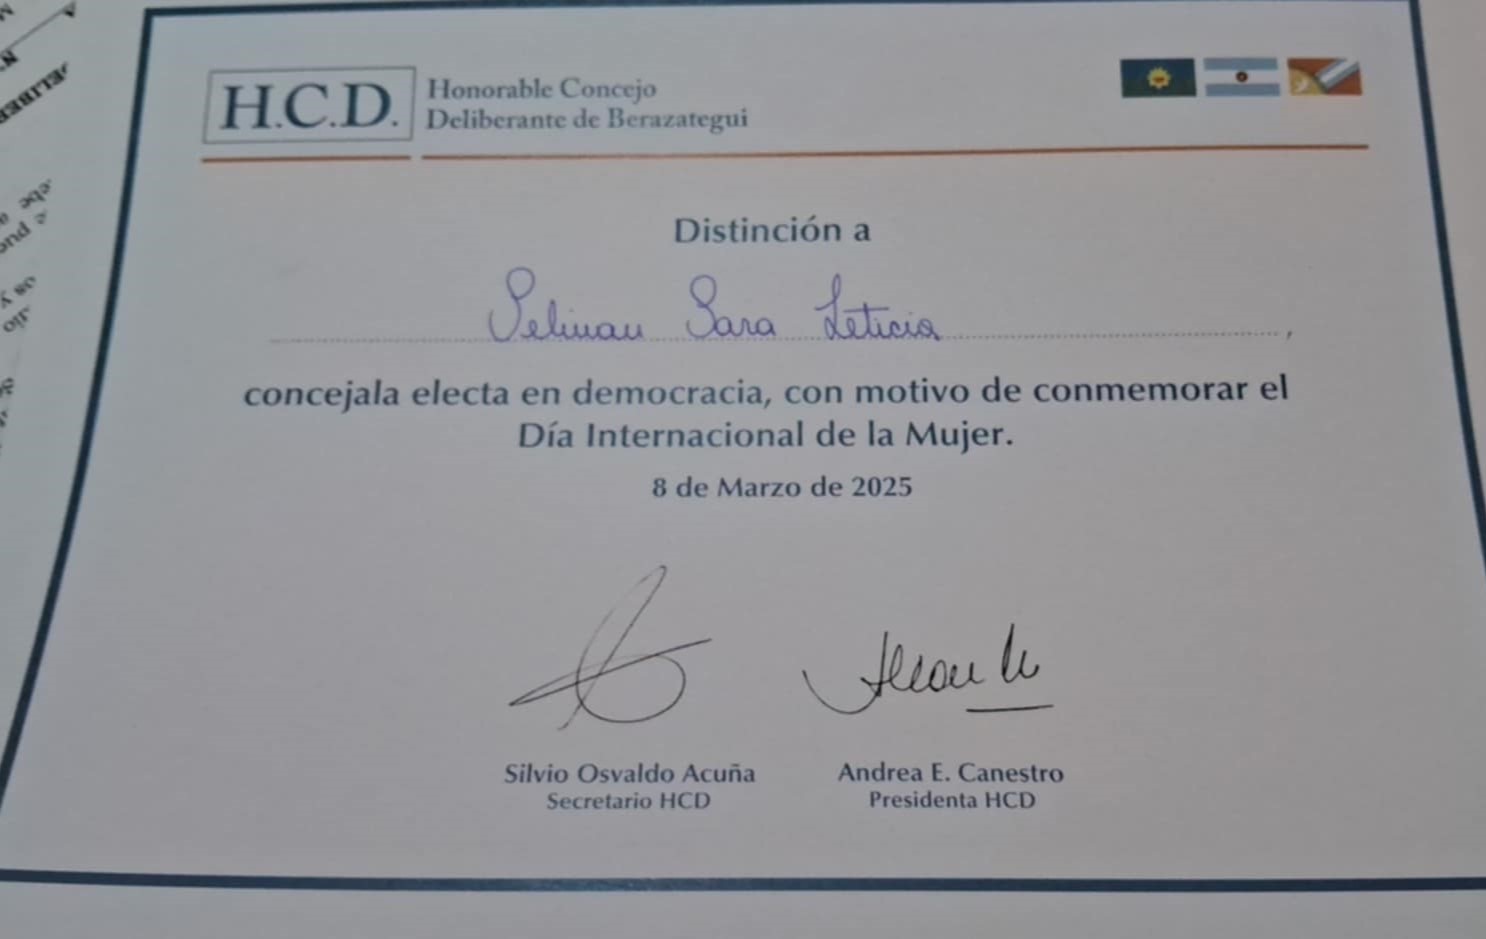 H.C.D.
Honorable Concejo
Deliberante de Berazategui
Distinción a
Seliman Sara Leticia,
concejala electa en democracia, con motivo de conmemorar el
Día Internacional de la Mujer.
8 de Marzo de 2025
Silvio Osvaldo Acuña
Secretario HCD
Andrea E. Canestro
Presidenta HCD